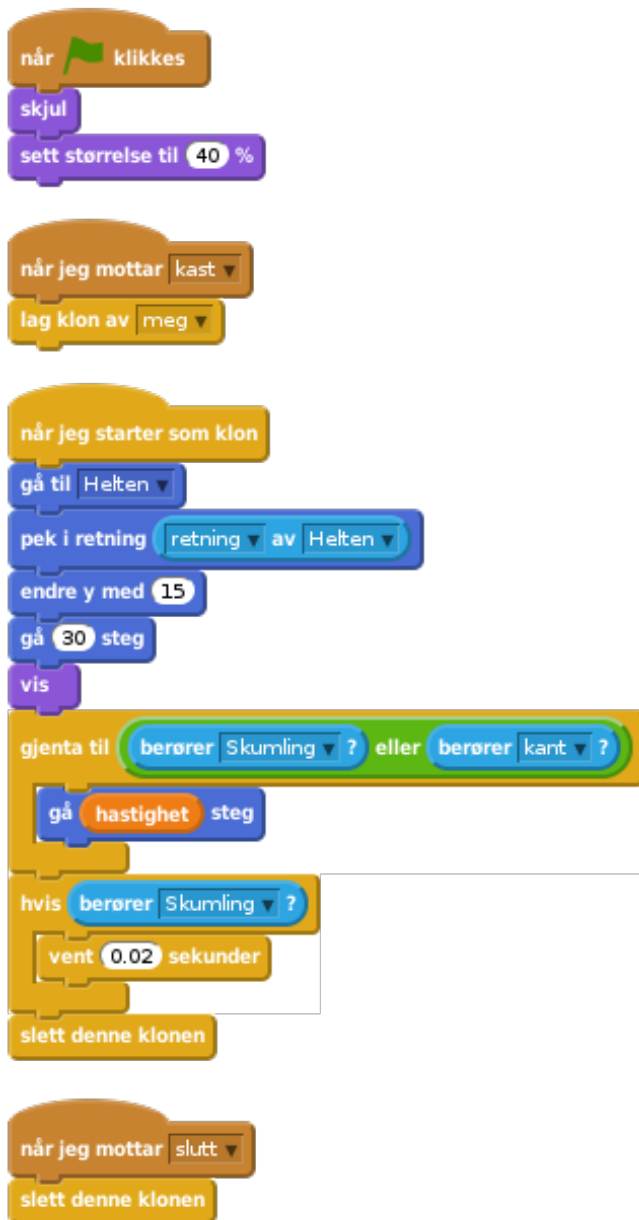 når klikkes
skjul
sett størrelse til 40 %
når jeg mottar kast
lag klon av meg
når jeg starter som klon
gå til Helten
pek i retning retning av Helten
endre y med 15
gå 30 steg
vis
gjenta til berører Skumling ? eller berører kant ?
gå hastighet steg
hvis berører Skumling ?
vent 0.02 sekunder
slett denne klonen
når jeg mottar slutt
slett denne klonen